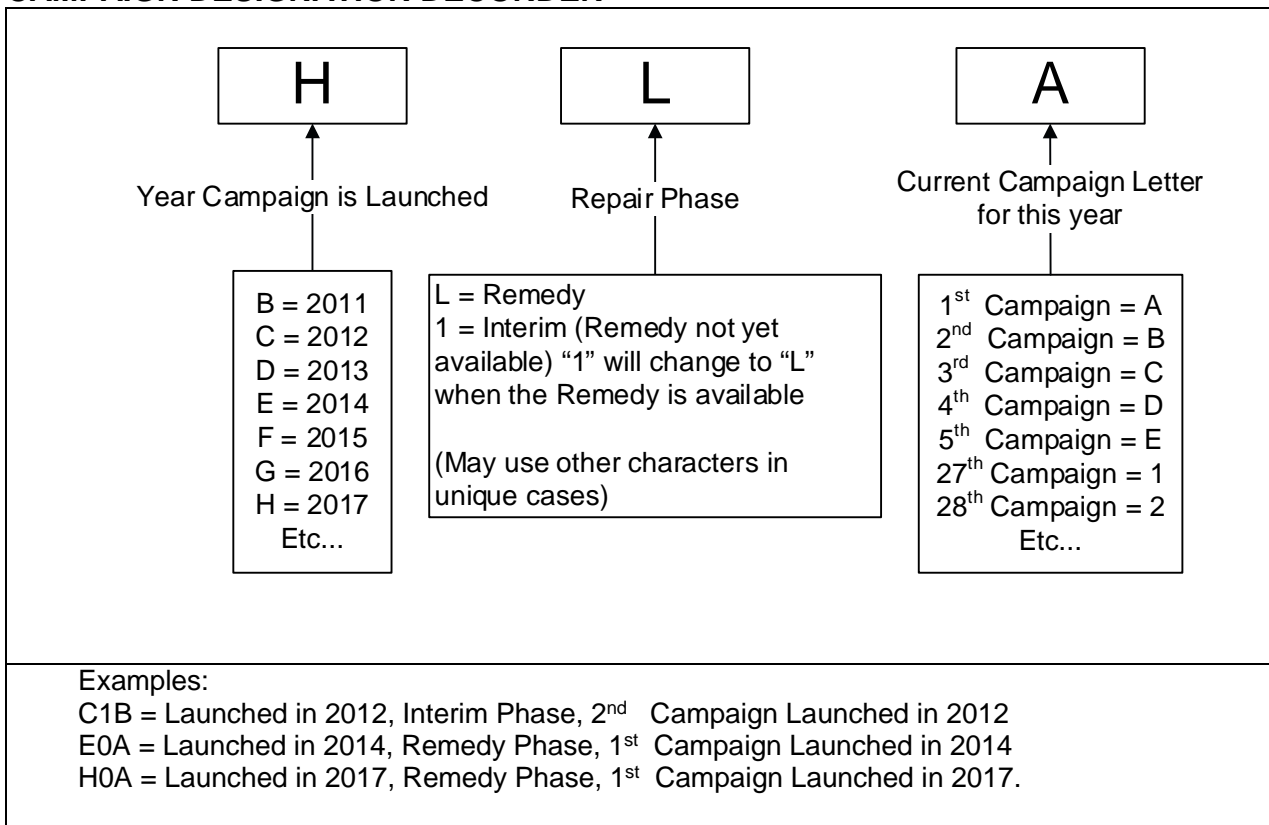 H
L
A
Year Campaign is Launched
Repair Phase
Current Campaign Letter
for this year
B = 2011
C = 2012
D = 2013
E = 2014
F = 2015
G = 2016
H = 2017
Etc...
L = Remedy
1 = Interim (Remedy not yet
available) “1” will change to “L”
when the Remedy is available
(May use other characters in
unique cases)
1st Campaign = A
2nd Campaign = B
3rd Campaign = C
4th Campaign = D
5th Campaign = E
27th Campaign = 1
28th Campaign = 2
Etc...
Examples:
C1B = Launched in 2012, Interim Phase, 2nd Campaign Launched in 2012
E0A = Launched in 2014, Remedy Phase, 1st Campaign Launched in 2014
H0A = Launched in 2017, Remedy Phase, 1st Campaign Launched in 2017.